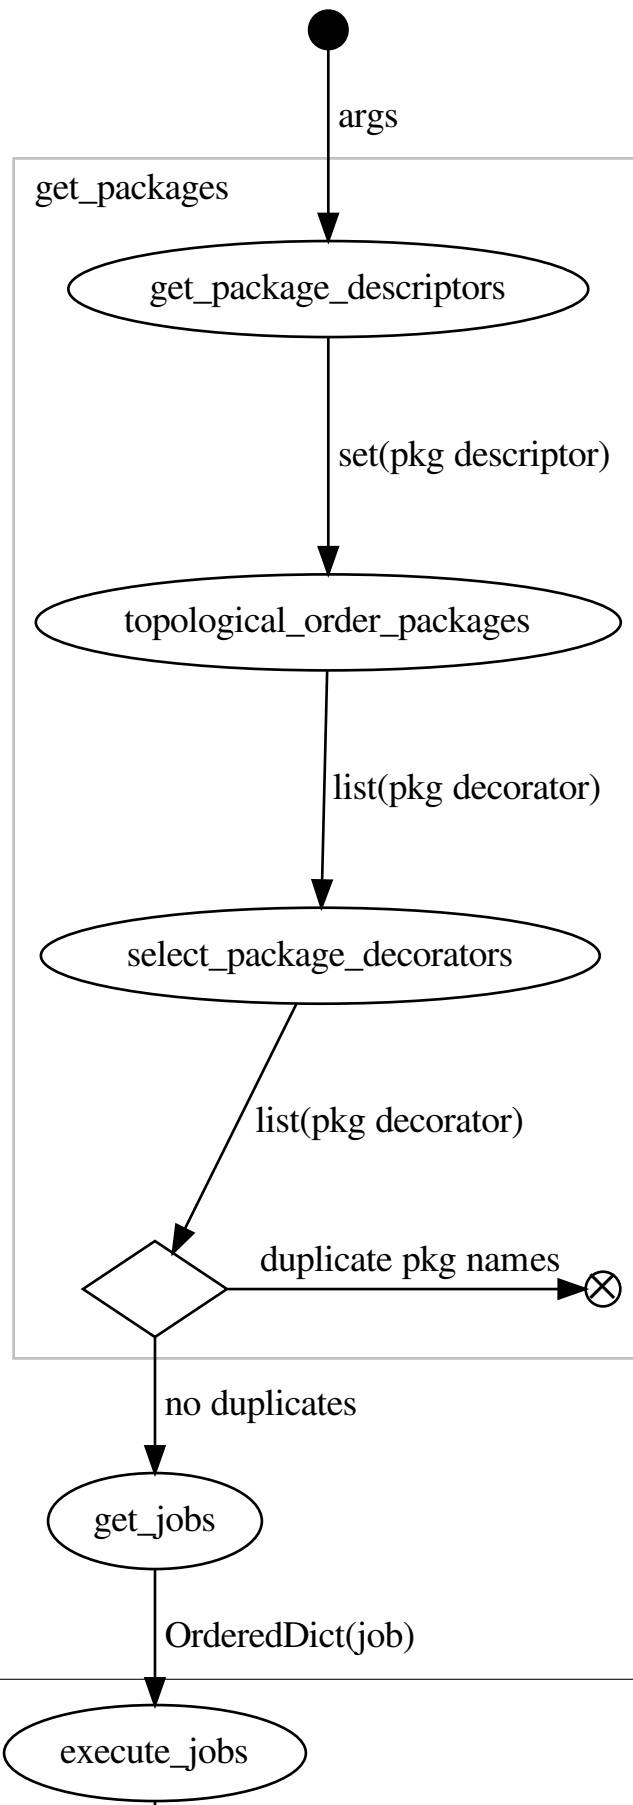 args
get_packages
get_package_descriptors
set(pkg descriptor)
topological_order_packages
list(pkg decorator)
select_package_decorators
list(pkg decorator)
duplicate pkg names
no duplicates
get_jobs
OrderedDict(job)
execute_jobs